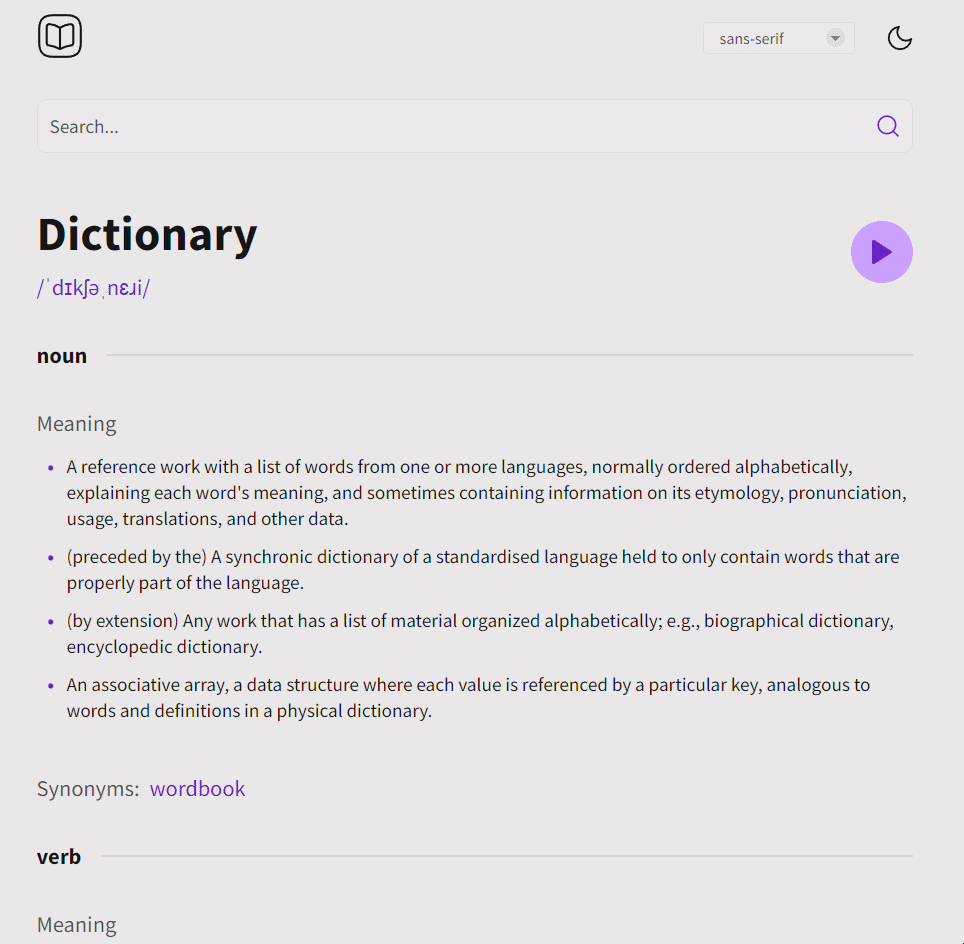 sans-serif
Search...
Dictionary
/ˈdɪkʃəˌnɛɹi/
noun
Meaning
• A reference work with a list of words from one or more languages, normally ordered alphabetically,
explaining each word's meaning, and sometimes containing information on its etymology, pronunciation,
usage, translations, and other data.
• (preceded by the) A synchronic dictionary of a standardised language held to only contain words that are
properly part of the language.
• (by extension) Any work that has a list of material organized alphabetically; e.g., biographical dictionary,
encyclopedic dictionary.
• An associative array, a data structure where each value is referenced by a particular key, analogous to
words and definitions in a physical dictionary.
Synonyms: wordbook
verb
Meaning